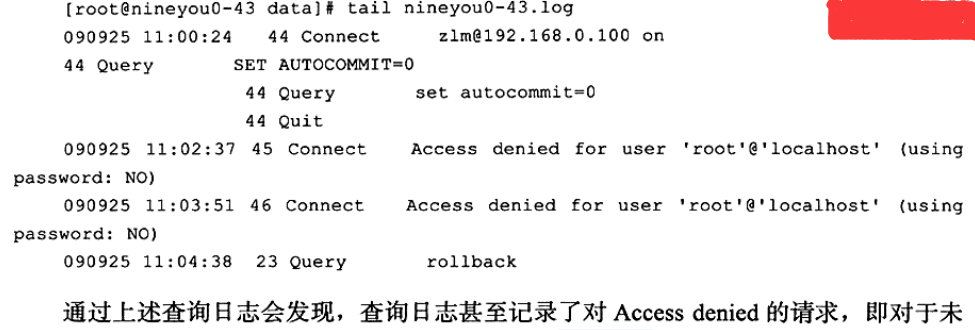 [root@nineyou0-43 data]# tail nineyou0-43.log
090925 11:00:24 44 Connect zlm@192.168.0.100 on
44 Query SET AUTOCOMMIT=0
44 Query set autocommit=0
44 Quit
090925 11:02:37 45 Connect Access denied for user 'root'@'localhost' (using
password: NO)
090925 11:03:51 46 Connect Access denied for user 'root'@'localhost' (using
password: NO)
090925 11:04:38 23 Query rollback
通过上述查询日志会发现，查询日志甚至记录了对 Access denied 的请求，即对于未